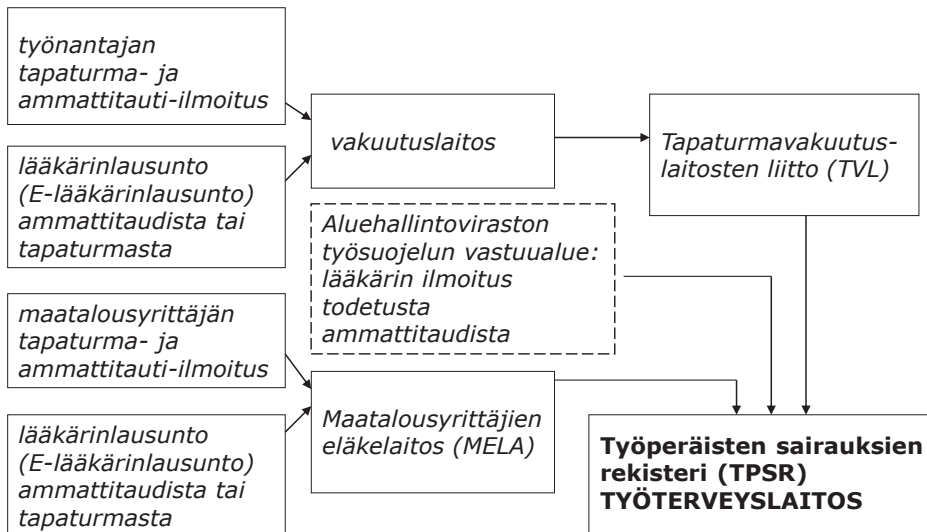 työnantajan
tapaturma- ja
ammattitauti-ilmoitus
lääkärinlausunto
(E-lääkärinlausunto)
ammattitaudista tai
tapaturmasta
vakuutuslaitos
Tapaturmavakuutus-
laitosten liitto (TVL)
Aluehallintoviraston
työsuojelun vastuualue:
lääkärin ilmoitus
todetusta
ammattitaudista
maatalousyrittäjän
tapaturma- ja
ammattitauti-ilmoitus
lääkärinlausunto
(E-lääkärinlausunto)
ammattitaudista tai
tapaturmasta
Maatalousyrittäjien
eläkelaitos (MELA)
Työperäisten sairauksien
rekisteri (TPSR)
TYÖTERVEYSLAITOS